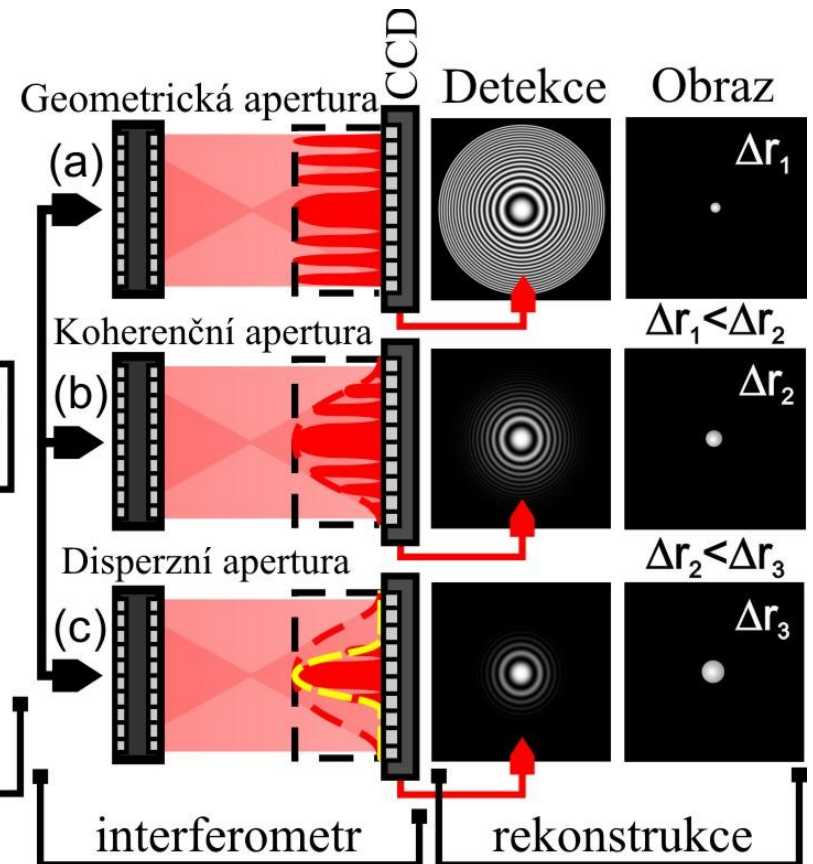 CCD
Geometrická apertura
Detekce
Obraz
(a)
Δr₁
Koherenční apertura
Δr₁<Δr₂
(b)
Δr₂
Disperzní apertura
Δr₂<Δr₃
(c)
Δr₃
interferometr
rekonstrukce